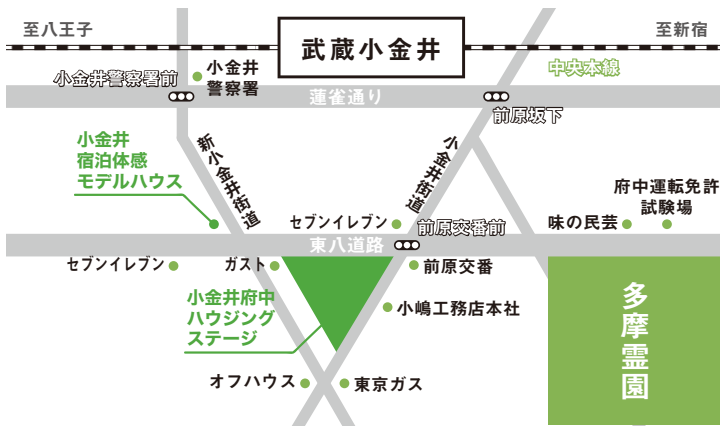 至八王子
武蔵小金井
至新宿
中央本線
小金井警察署前
小金井
警察署
蓮雀通り
前原坂下
小金井
宿泊体感
モデルハウス
新小金井街道
小金井街道
府中運転免許
試験場
セブンイレブン
前原交番前
味の民芸
東八道路
セブンイレブン
ガスト
前原交番
小金井府中
ハウジング
ステージ
小嶋工務店本社
多摩霊園
オフハウス
東京ガス